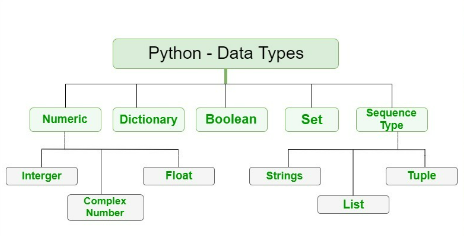 Python - Data Types
Numeric
Dictionary
Boolean
Set
Sequence
Type
Interger
Complex
Number
Float
Strings
List
Tuple